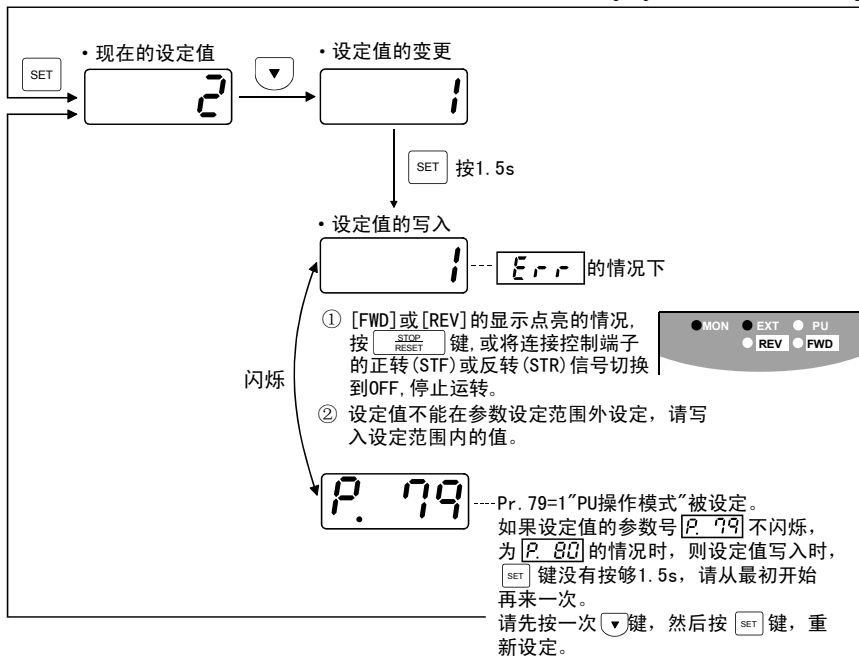 ・现在的设定值
・设定值的变更
SET
2
▼
1
SET 按1.5s
・设定值的写入
1
Err 的情况下
① [FWD]或[REV]的显示点亮的情况,
按 STOP RESET 键,或将连接控制端子
的正转(STF)或反转(STR)信号切换
到OFF,停止运转。
② 设定值不能在参数设定范围外设定，请写
入设定范围内的值。
●MON ●EXT ●PU
●REV ●FWD
闪烁
P. 79
Pr.79=1"PU操作模式"被设定。
如果设定值的参数号 P. 79 不闪烁，
为 P. 80 的情况时，则设定值写入时，
SET 键没有按够1.5s，请从最初开始
再来一次。
请先按一次 ▼ 键，然后按 SET 键，重
新设定。